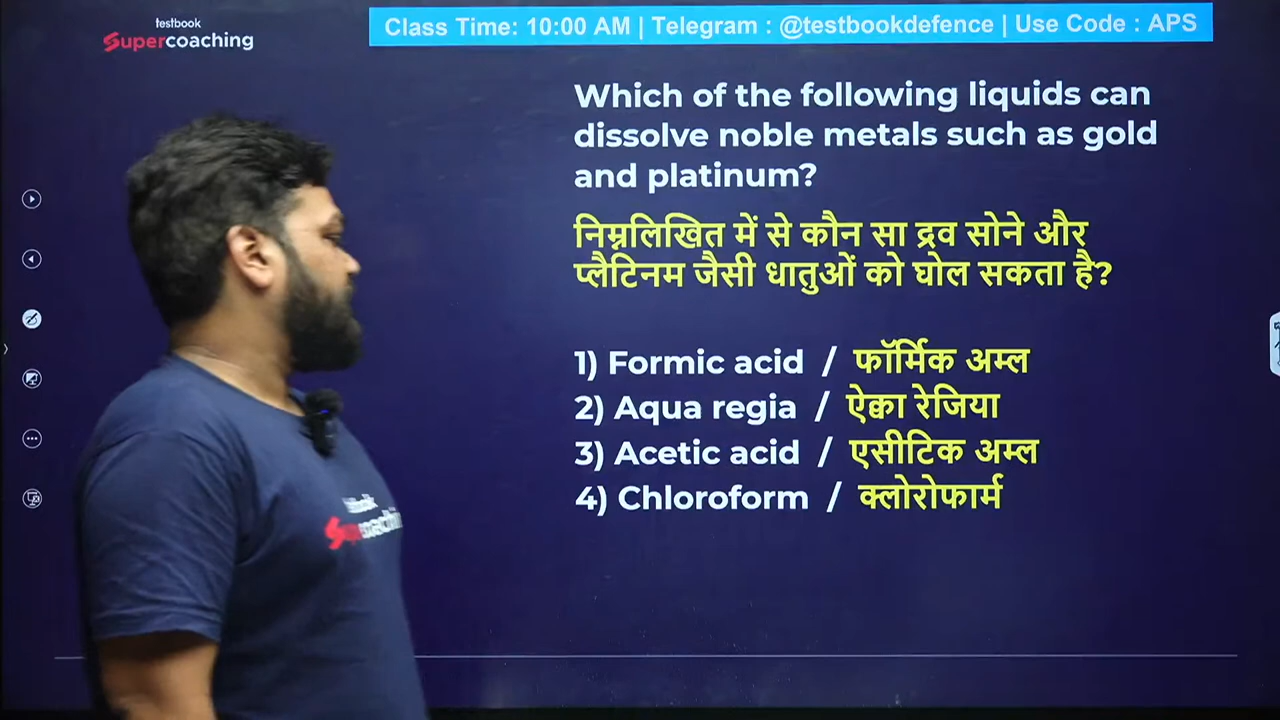 testbook
Supercoaching
Class Time: 10:00 AM | Telegram : @testbookdefence | Use Code : APS
Which of the following liquids can
dissolve noble metals such as gold
and platinum?
निम्नलिखित में से कौन सा द्रव सोने और
प्लैटिनम जैसी धातुओं को घोल सकता है?
1) Formic acid / फॉर्मिक अम्ल
2) Aqua regia / ऐक्वा रेजिया
3) Acetic acid / एसीटिक अम्ल
4) Chloroform / क्लोरोफार्म